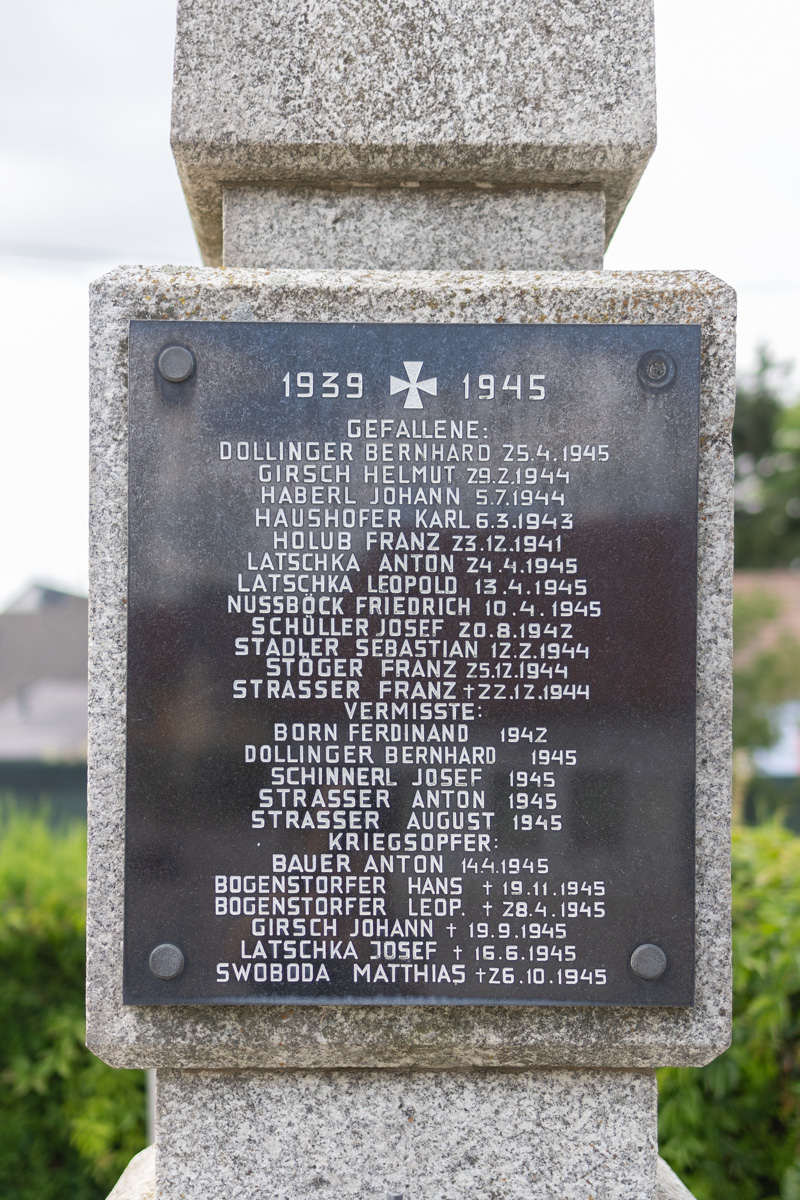 1939 1945
GEFALLENE:
DOLLINGER BERNHARD 25.4.1945
GIRSCH HELMUT 29.2.1944
HABERL JOHANN 5.7.1944
HAUSHOFER KARL 6.3.1943
HOLUB FRANZ 23.12.1941
LATSCHKA ANTON 24.4.1945
LATSCHKA LEOPOLD 13.4.1945
NUSSBÖCK FRIEDRICH 10.4.1945
SCHÜLLER JOSEF 20.8.1942
STADLER SEBASTIAN 12.2.1944
STÖGER FRANZ 25.12.1944
STRASSER FRANZ †22.12.1944
VERMISSTE:
BORN FERDINAND 1942
DOLLINGER BERNHARD 1945
SCHINNERL JOSEF 1945
STRASSER ANTON 1945
STRASSER AUGUST 1945
KRIEGSOPFER:
BAUER ANTON 14.4.1945
BOGENSTORFER HANS † 19.11.1945
BOGENSTORFER LEOP. † 28.4.1945
GIRSCH JOHANN † 19.9.1945
LATSCHKA JOSEF † 16.6.1945
SWOBODA MATTHIAS †26.10.1945